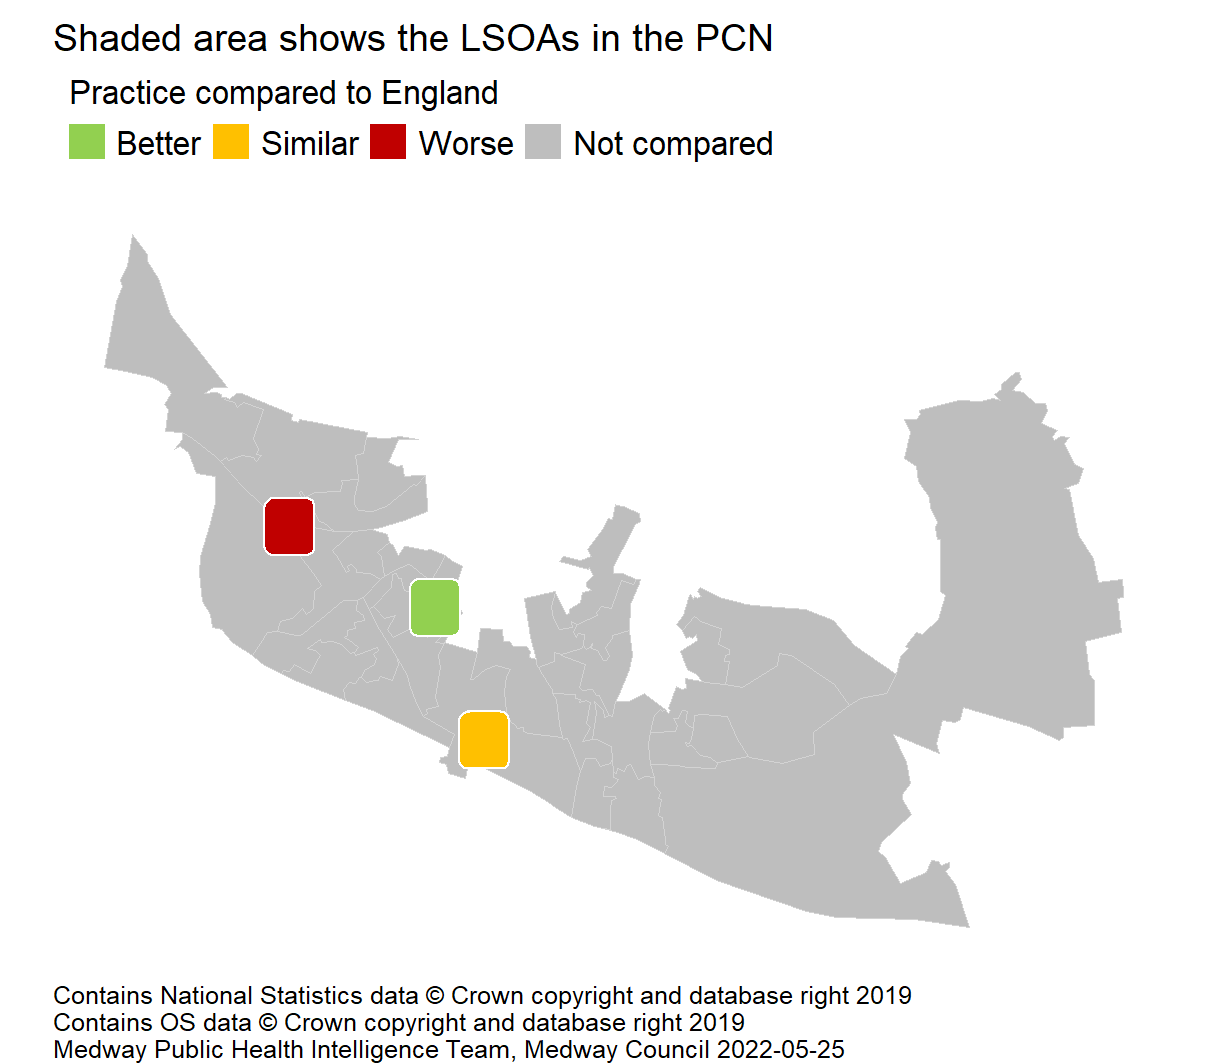 Shaded area shows the LSOAs in the PCN
Practice compared to England
Better Similar Worse Not compared
Contains National Statistics data © Crown copyright and database right 2019
Contains OS data © Crown copyright and database right 2019
Medway Public Health Intelligence Team, Medway Council 2022-05-25